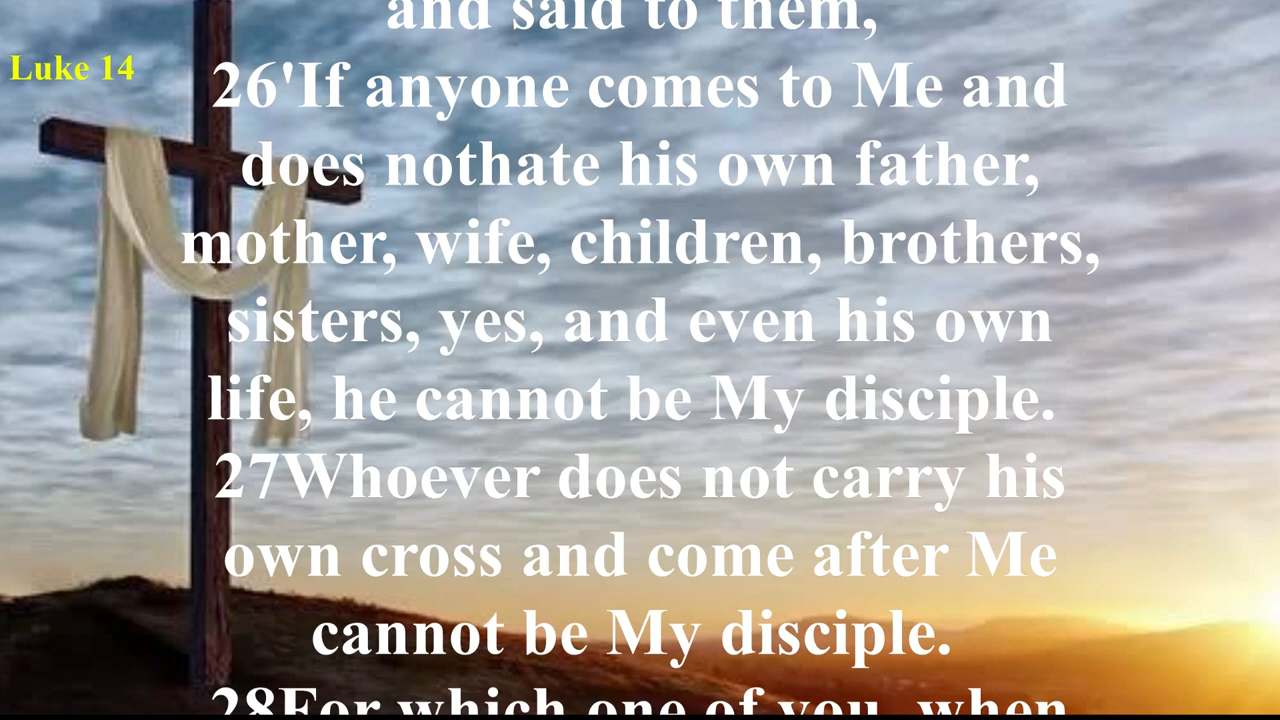 and said to them,
Luke 14
26'If anyone comes to Me and
does nothate his own father,
mother, wife, children, brothers,
sisters, yes, and even his own
life, he cannot be My disciple.
27Whoever does not carry his
own cross and come after Me
cannot be My disciple.
28For which one of you, when